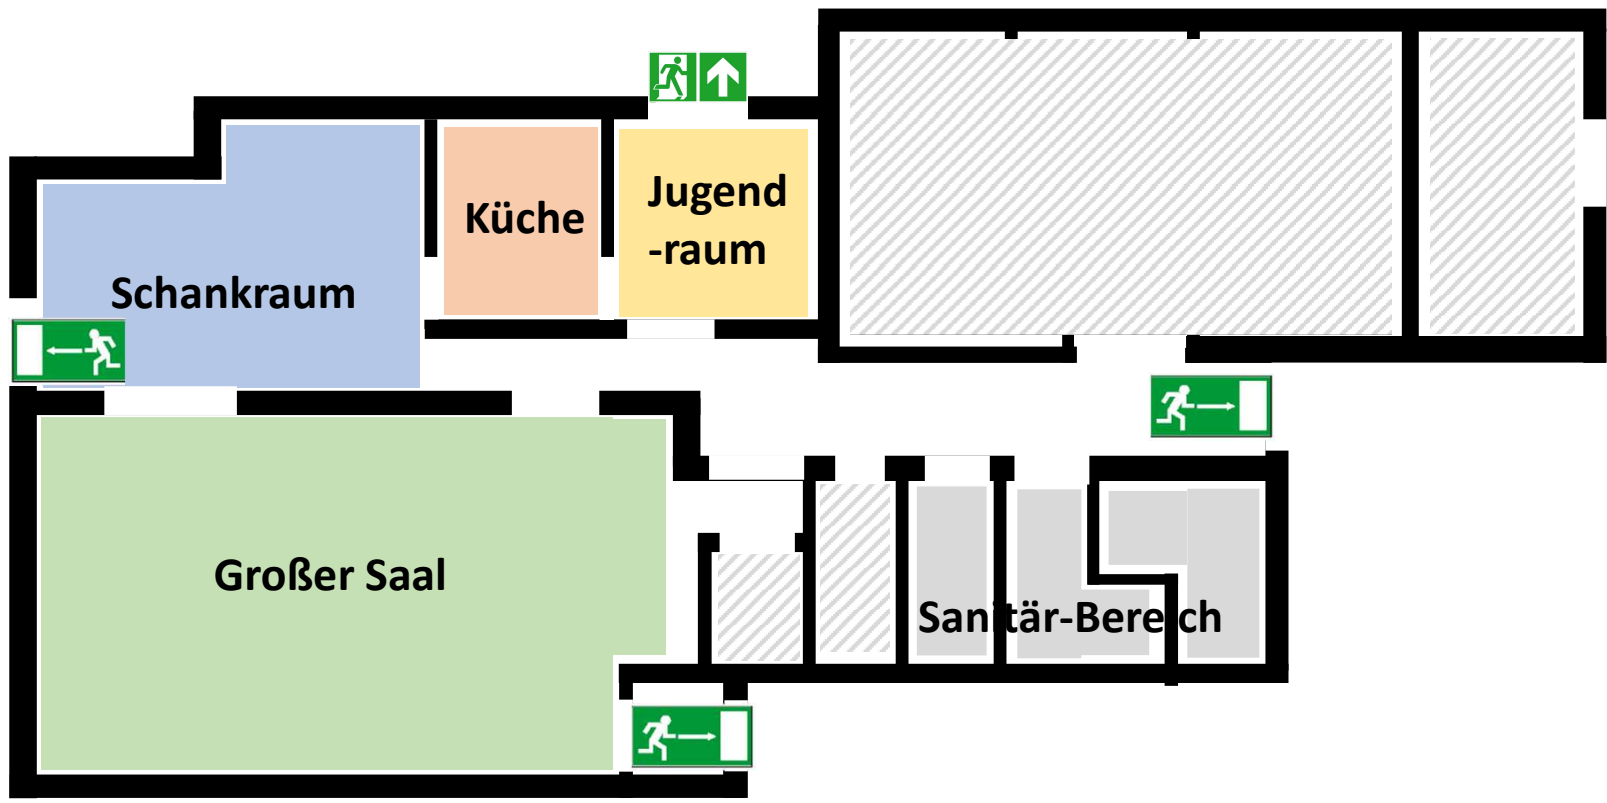 Jugend
-raum
Küche
Schankraum
Großer Saal
Sanitär-Bereich